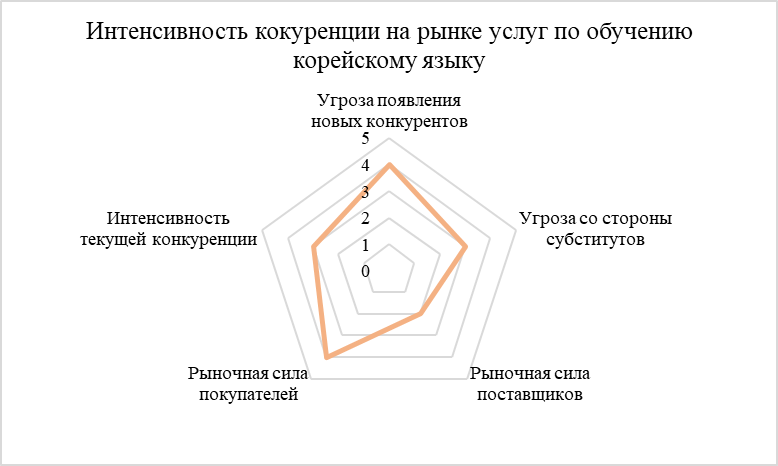 Интенсивность кокуренции на рынке услуг по обучению
корейскому языку
Угроза появления
новых конкурентов
5
4
3
2
1
0
Угроза со стороны
субститутов
Рыночная сила
поставщиков
Рыночная сила
покупателей
Интенсивность
текущей конкуренции